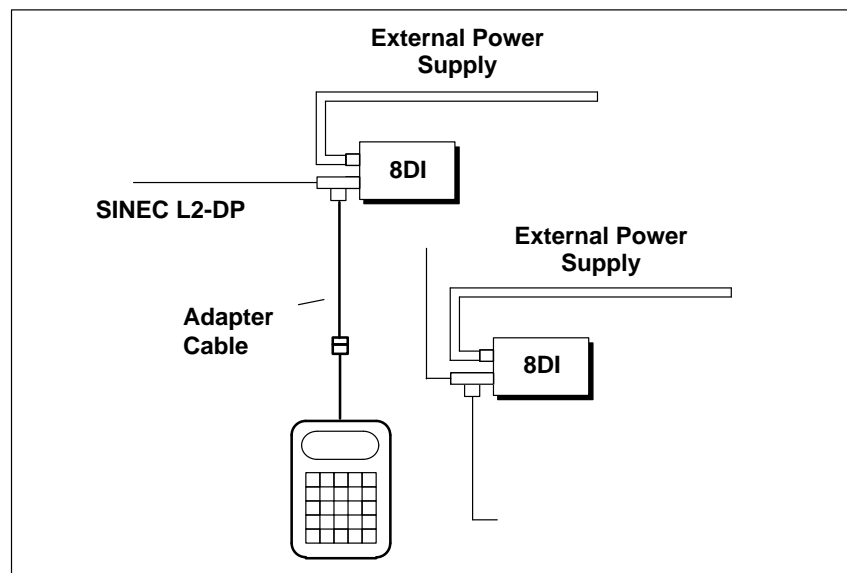 External Power
Supply
8DI
SINEC L2-DP
External Power
Supply
Adapter
Cable
8DI